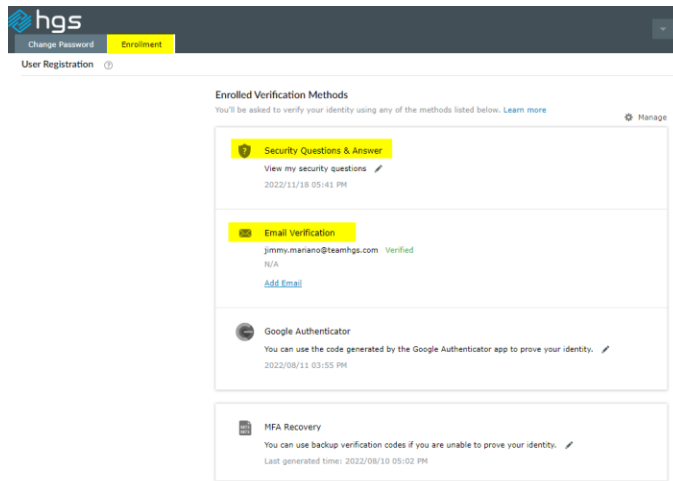 hgs
Change Password Enrollment
User Registration ?
Enrolled Verification Methods
You'll be asked to verify your identity using any of the methods listed below. Learn more
Manage
Security Questions & Answer
View my security questions
2022/11/18 05:41 PM
Email Verification
jimmy.mariano@teamhgs.com Verified
N/A
Add Email
Google Authenticator
You can use the code generated by the Google Authenticator app to prove your identity.
2022/08/11 03:55 PM
MFA Recovery
You can use backup verification codes if you are unable to prove your identity.
Last generated time: 2022/08/10 05:02 PM